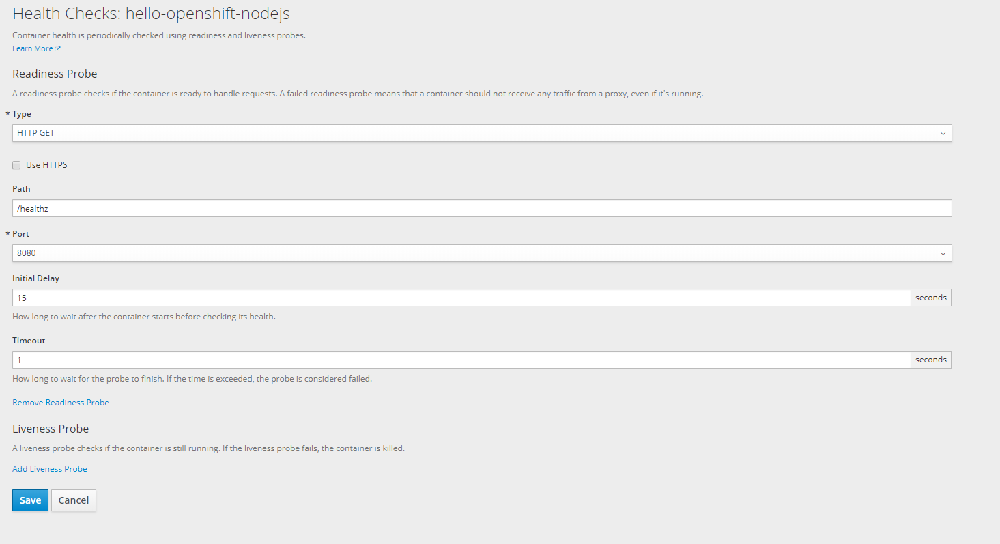 Health Checks: hello-openshift-nodejs
Container health is periodically checked using readiness and liveness probes.
Learn More
Readiness Probe
A readiness probe checks if the container is ready to handle requests. A failed readiness probe means that a container should not receive any traffic from a proxy, even if it's running.
* Type
HTTP GET
Use HTTPS
Path
/healthz
* Port
8080
Initial Delay
15 seconds
How long to wait after the container starts before checking its health.
Timeout
1 seconds
How long to wait for the probe to finish. If the time is exceeded, the probe is considered failed.
Remove Readiness Probe
Liveness Probe
A liveness probe checks if the container is still running. If the liveness probe fails, the container is killed.
Add Liveness Probe
Save Cancel